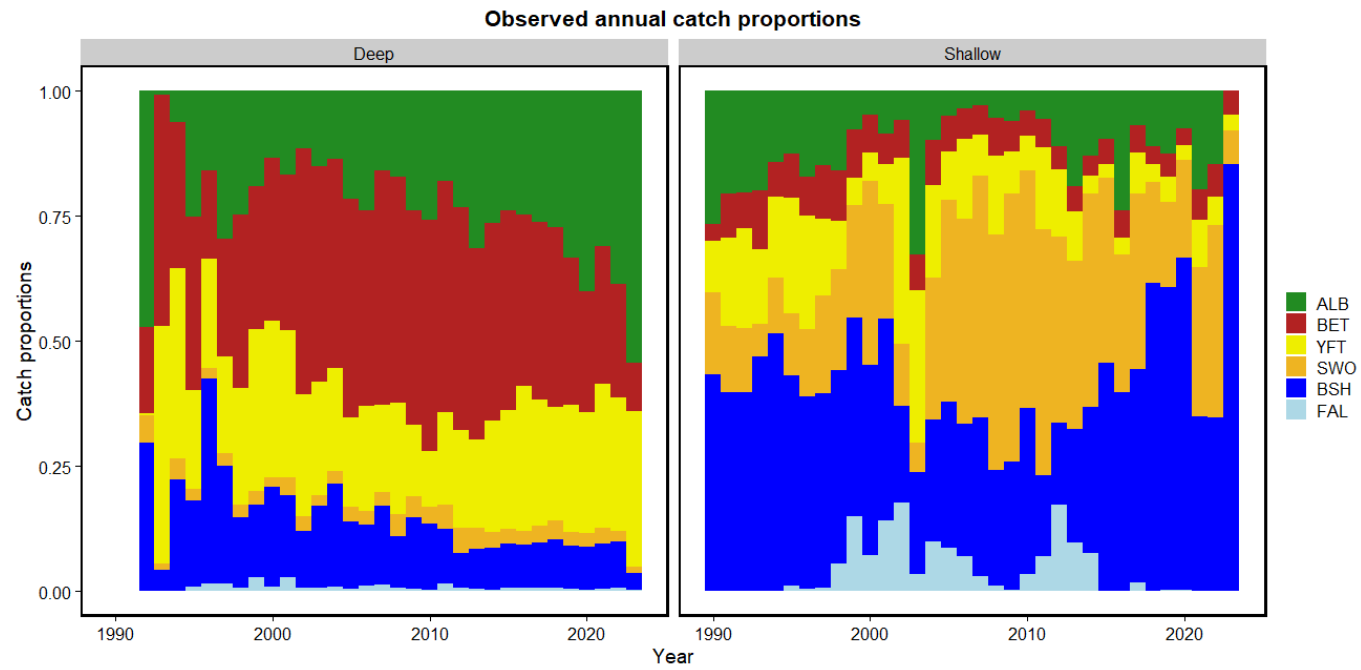 Observed annual catch proportions
Deep
Shallow
Catch proportions
1.00
0.75
0.50
0.25
0.00
1990
2000
2010
2020
1990
2000
2010
2020
Year
ALB
BET
YFT
SWO
BSH
FAL